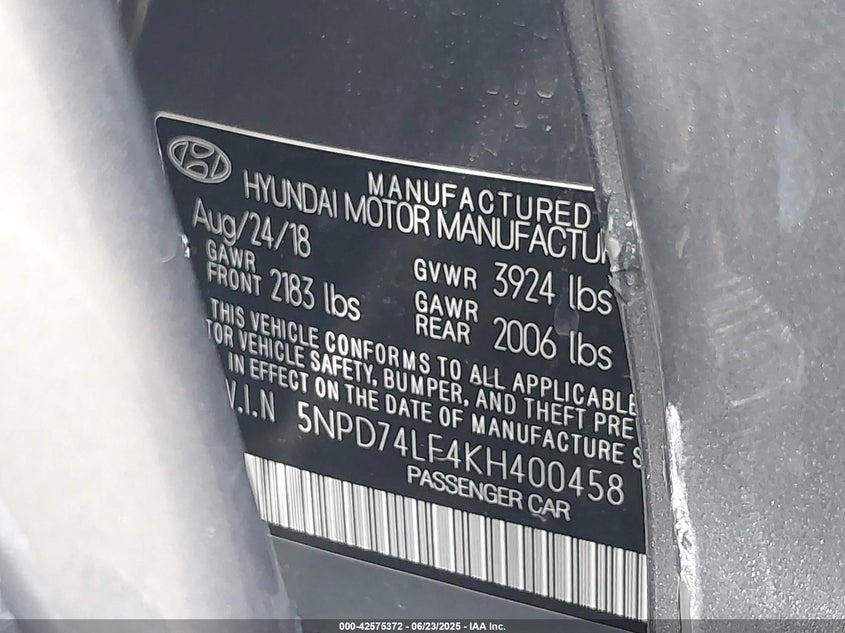 MANUFACTURED
HYUNDAI MOTOR MANUFACTU
Aug/24/18
GAWR FRONT 2183 lbs
GVWR 3924 lbs
GAWR REAR 2006 lbs
THIS VEHICLE CONFORMS TO ALL APPLICABLE
TOR VEHICLE SAFETY, BUMPER, AND THEFT PRE
IN EFFECT ON THE DATE OF MANUFACTURE S
V.I.N 5NPD74LF4KH400458
PASSENGER CAR
000-42575372 - 06/23/2025 - IAA Inc.